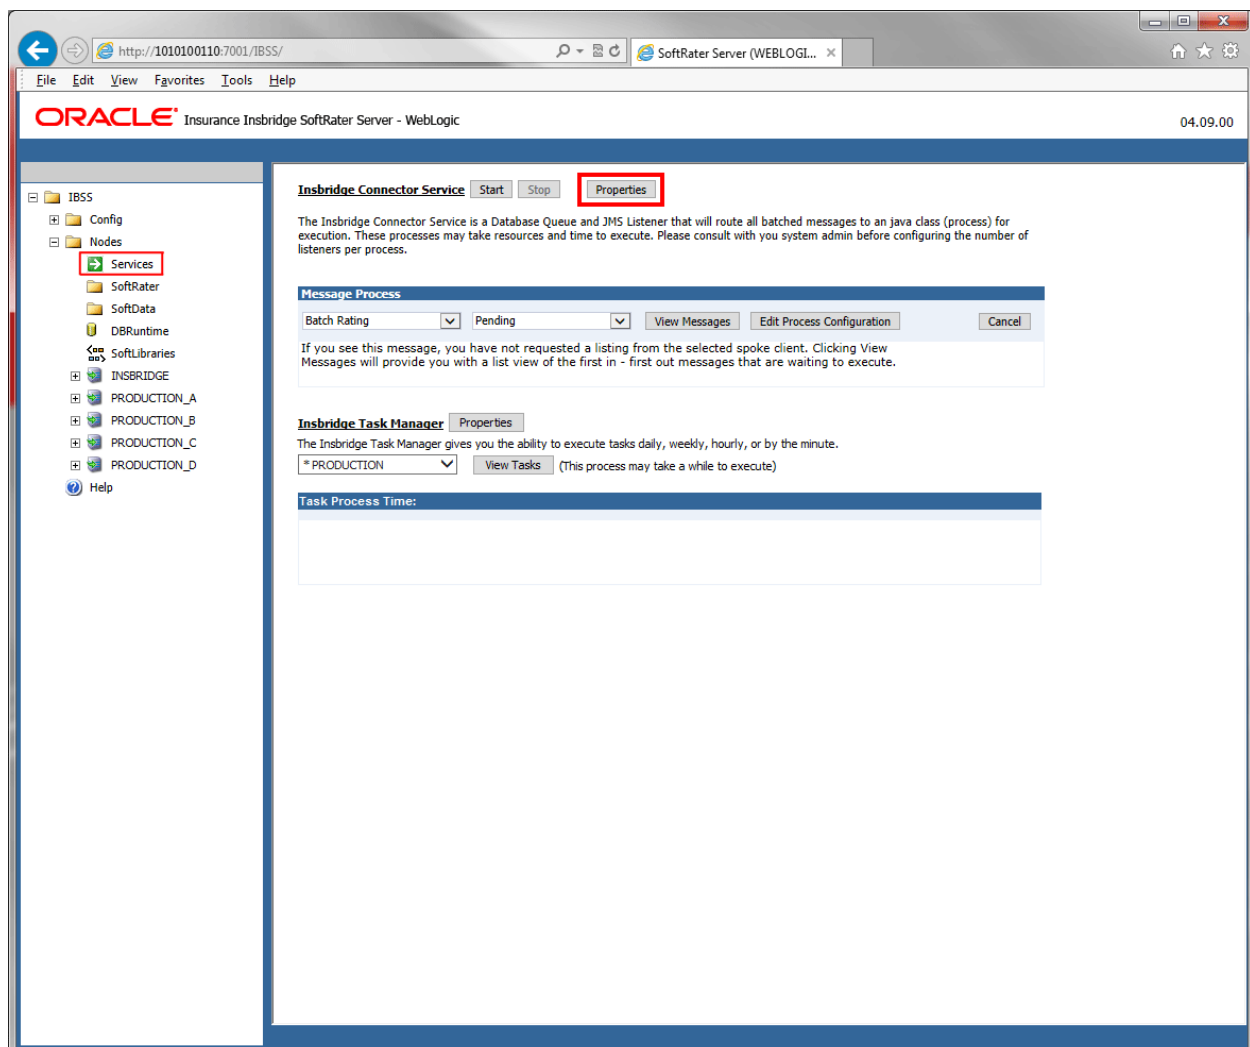 http://1010100110:7001/IBSS/
SoftRater Server (WEBLOGI...
File Edit View Favorites Tools Help
ORACLE Insurance Insbridge SoftRater Server - WebLogic
04.09.00
IBSS
Config
Nodes
Services
SoftRater
SoftData
DBRuntime
SoftLibraries
INSBRIDGE
PRODUCTION_A
PRODUCTION_B
PRODUCTION_C
PRODUCTION_D
Help
Insbridge Connector Service Start Stop Properties
The Insbridge Connector Service is a Database Queue and JMS Listener that will route all batched messages to an java class (process) for
execution. These processes may take resources and time to execute. Please consult with you system admin before configuring the number of
listeners per process.
Message Process
Batch Rating Pending View Messages Edit Process Configuration Cancel
If you see this message, you have not requested a listing from the selected spoke client. Clicking View
Messages will provide you with a list view of the first in - first out messages that are waiting to execute.
Insbridge Task Manager Properties
The Insbridge Task Manager gives you the ability to execute tasks daily, weekly, hourly, or by the minute.
*PRODUCTION View Tasks (This process may take a while to execute)
Task Process Time: